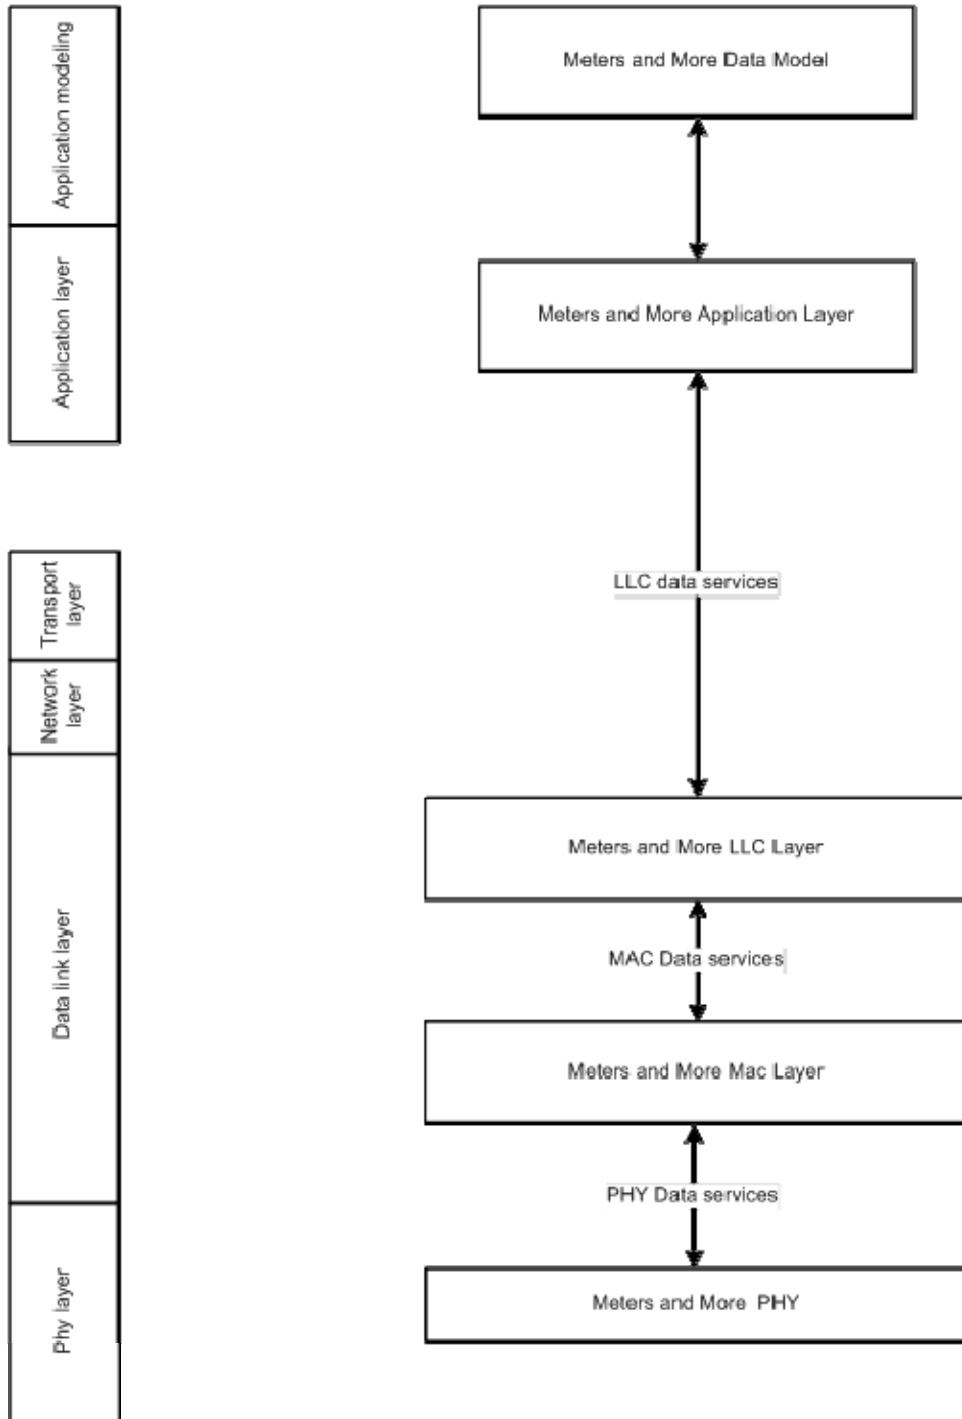 Application modeling
Application layer
Transport
layer
Network
layer
Data link layer
Phy layer
Meters and More Data Model
Meters and More Application Layer
LLC data services
Meters and More LLC Layer
MAC Data services
Meters and More Mac Layer
PHY Data services
Meters and More PHY